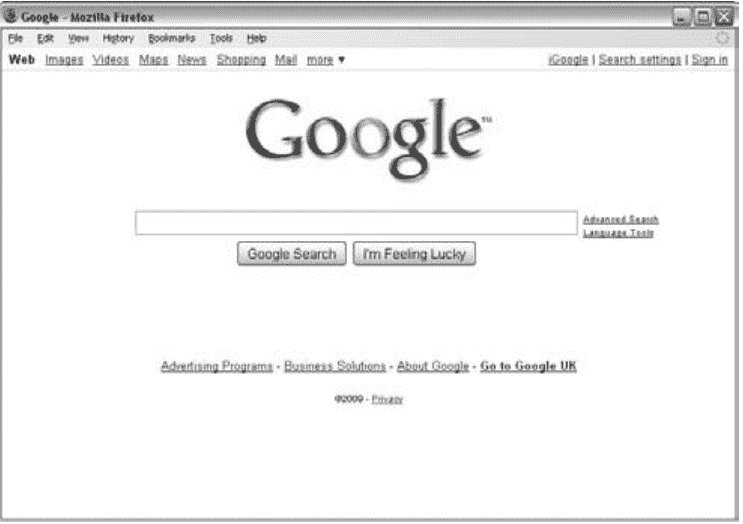 Google - Mozilla Firefox
File Edit View History Bookmarks Tools Help
Web Images Videos Maps News Shopping Mail more ▼ iGoogle | Search settings | Sign in
Google™
Advanced Search
Language Tools
Google Search I'm Feeling Lucky
Advertising Programs - Business Solutions - About Google - Go to Google UK
©2009 - Privacy